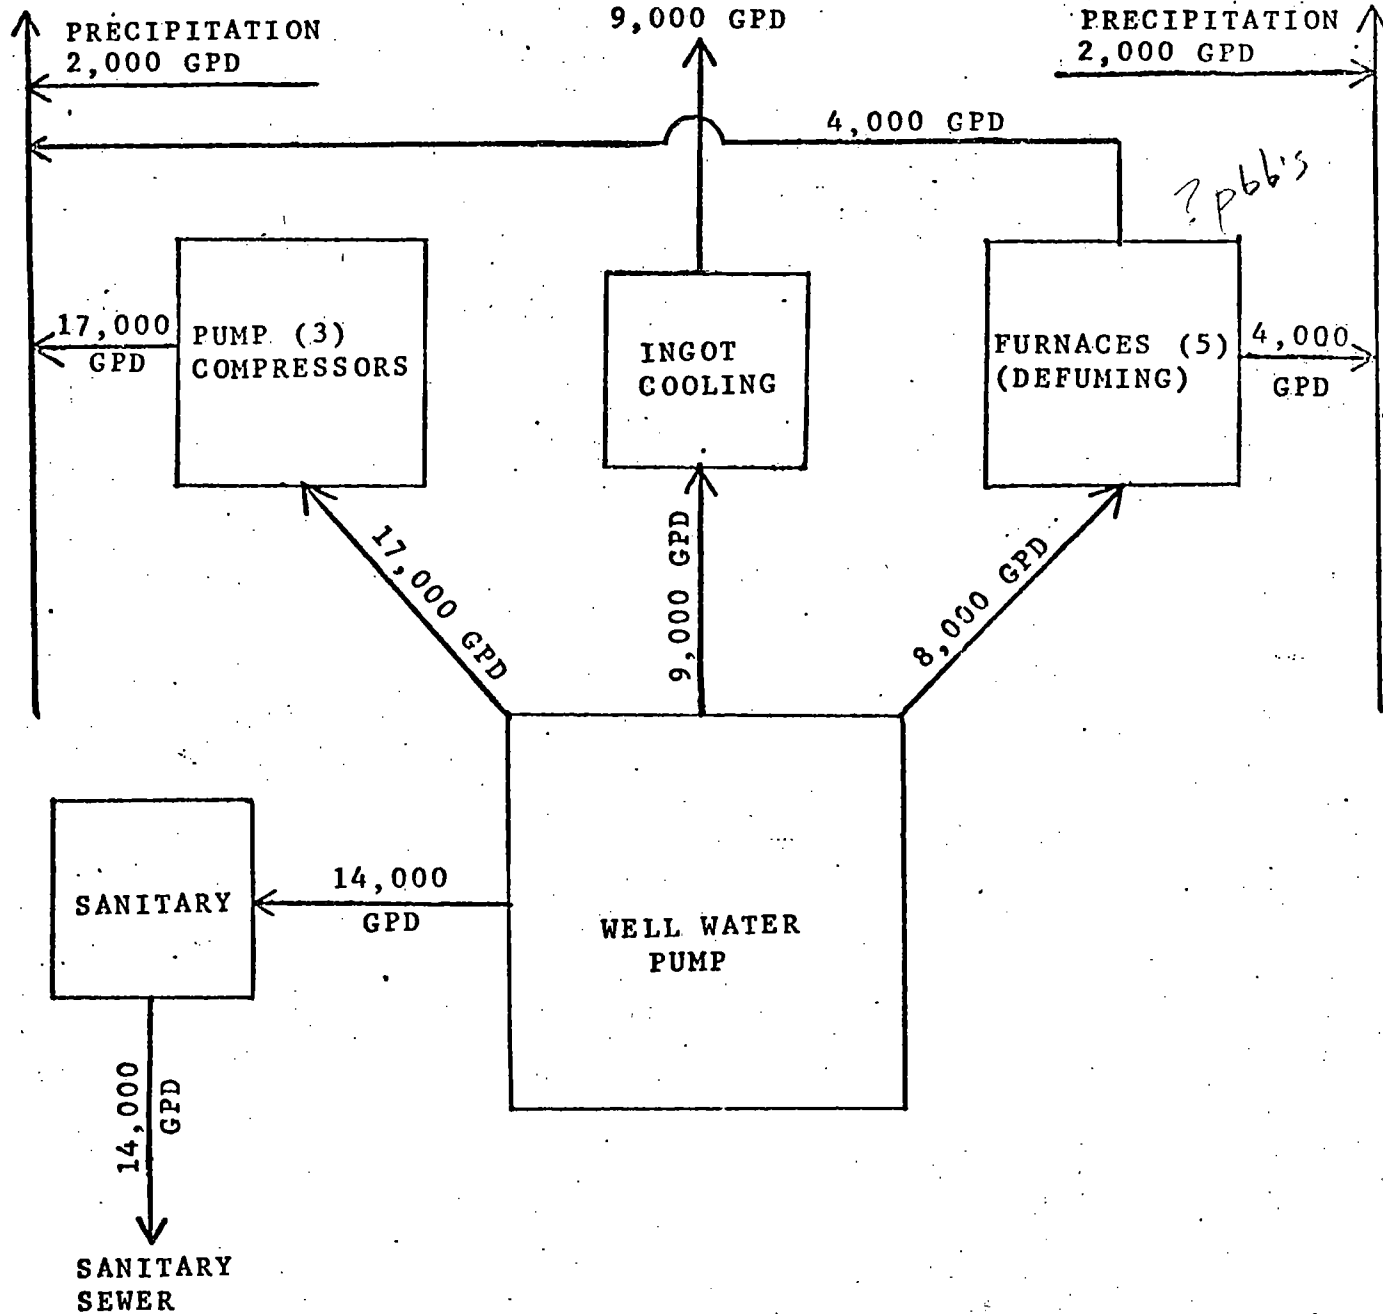 PRECIPITATION
2,000 GPD
9,000 GPD
PRECIPITATION
2,000 GPD
4,000 GPD
? pbb's
17,000
GPD
PUMP (3)
COMPRESSORS
INGOT
COOLING
FURNACES (5)
(DEFUMING)
4,000
GPD
17,000 GPD
9,000 GPD
8,000 GPD
SANITARY
14,000
GPD
WELL WATER
PUMP
14,000
GPD
SANITARY
SEWER